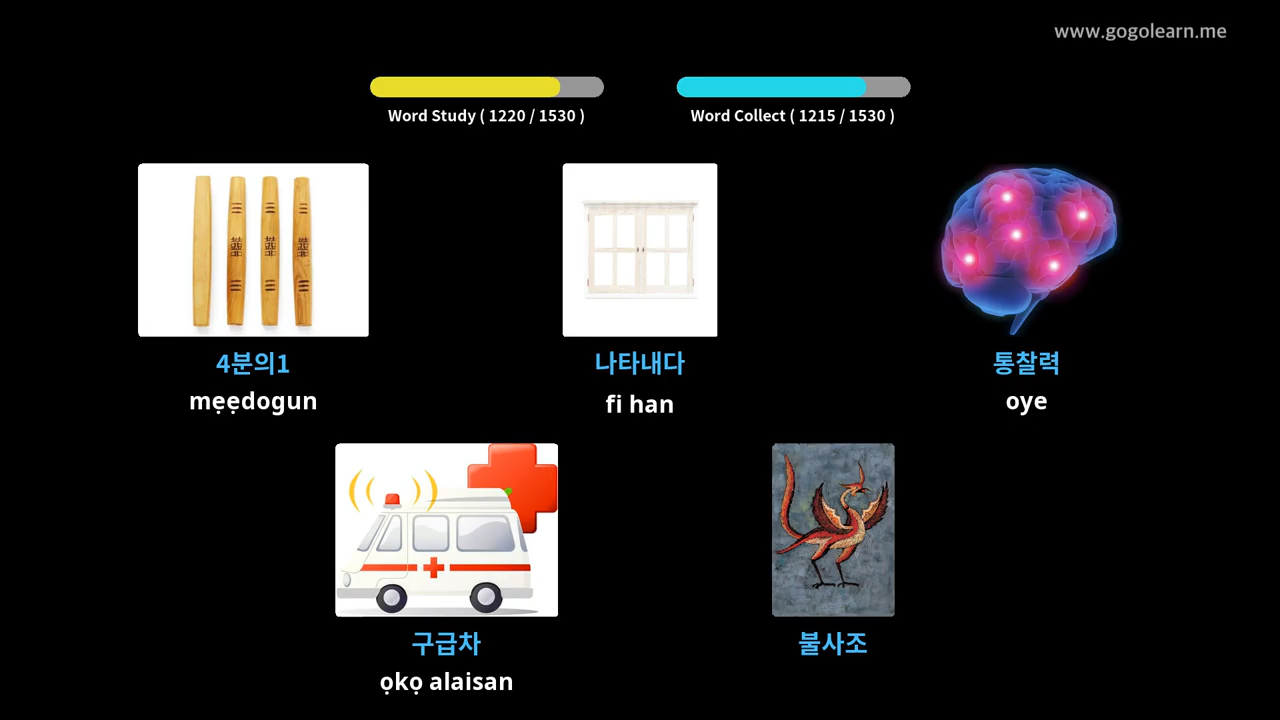 www.gogolearn.me
Word Study ( 1220 / 1530 )
Word Collect ( 1215 / 1530 )
4분의1
mẹẹdogun
나타내다
fi han
통찰력
oye
구급차
ọkọ alaisan
불사조